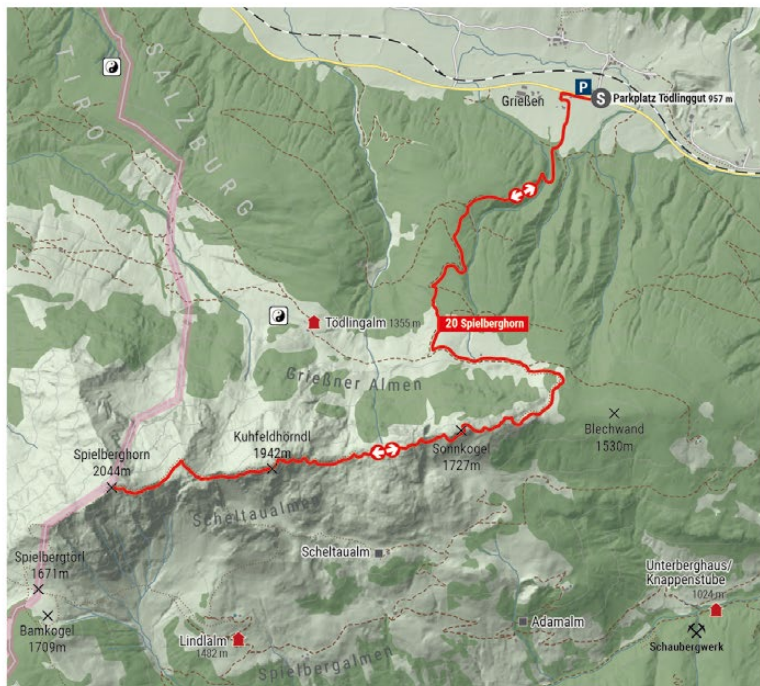 TIROL
SALZBURG
P
S
Parkplatz Tödlinggut 957 m
Grießen
Tödlingalm 1355 m
20 Spielberghorn
Grießner Almen
Blechwand
1530m
Kuhfeldhörndl
1942m
Sonnkogel
1727m
Spielberghorn
2044m
Scheltaualmen
Scheltaualm
Spielbergtörl
1671m
Bamkogel
1709m
Lindlalm
1482 m
Spielbergalmen
Adamalm
Unterberghaus/
Knappenstube
1024 m
Schaubergwerk